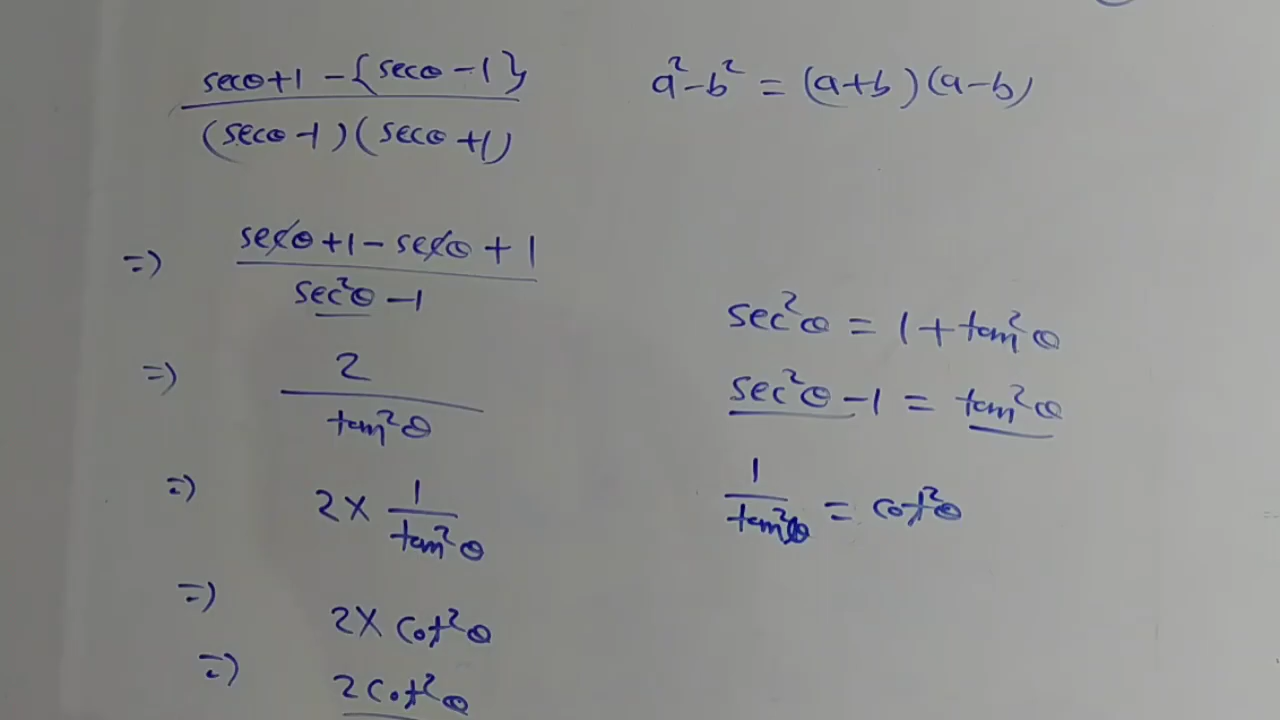 secθ+1 - {secθ -1}
(secθ -1)(secθ +1)
a² - b² = (a+b)(a-b)
=> secθ +1 - secθ + 1
sec²θ -1
=> 2
tan²θ
=> 2× 1
tan²θ
=> 2× cot²θ
=> 2cot²θ
sec²θ = 1 + tan²θ
sec²θ -1 = tan²θ
1
tan²θ = cot²θ